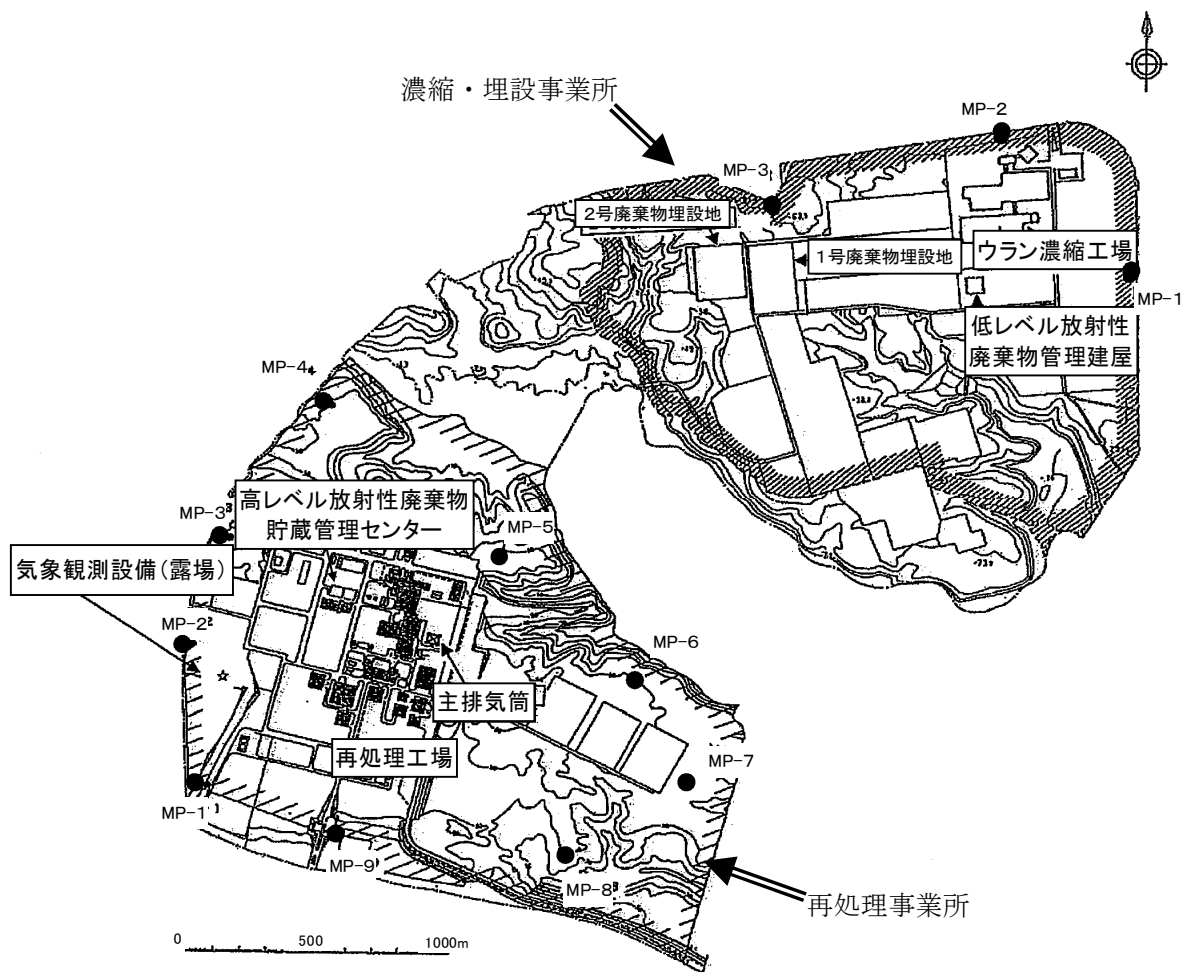 濃縮・埋設事業所
MP-2
MP-3
2号廃棄物埋設地
1号廃棄物埋設地
ウラン濃縮工場
MP-1
低レベル放射性
廃棄物管理建屋
MP-4
高レベル放射性廃棄物
貯蔵管理センター
MP-3
MP-5
気象観測設備(露場)
MP-2
MP-6
主排気筒
再処理工場
MP-7
MP-1
MP-9
MP-8
再処理事業所
0 500 1000m